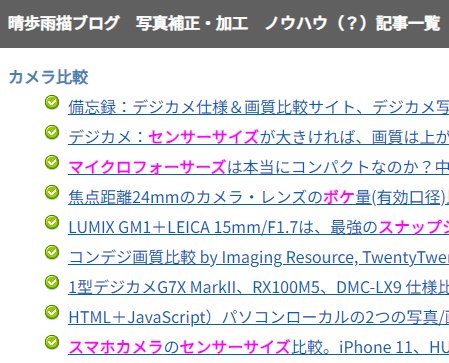 晴歩雨描ブログ　写真補正・加工　ノウハウ（？）記事一覧
カメラ比較
備忘録：デジカメ仕様＆画質比較サイト、デジカメ写
デジカメ：センサーサイズが大きければ、画質は上が
マイクロフォーサーズは本当にコンパクトなのか？中
焦点距離24mmのカメラ・レンズのボケ量(有効口径)
LUMIX GM1＋LEICA 15mm/F1.7は、最強のスナップ
コンデジ画質比較 by Imaging Resource, TwentyTwe
1型デジカメG7X MarkII、RX100M5、DMC-LX9 仕様比
HTML＋JavaScript）パソコンローカルの2つの写真/
スマホカメラのセンサーサイズ比較。iPhone 11、HU